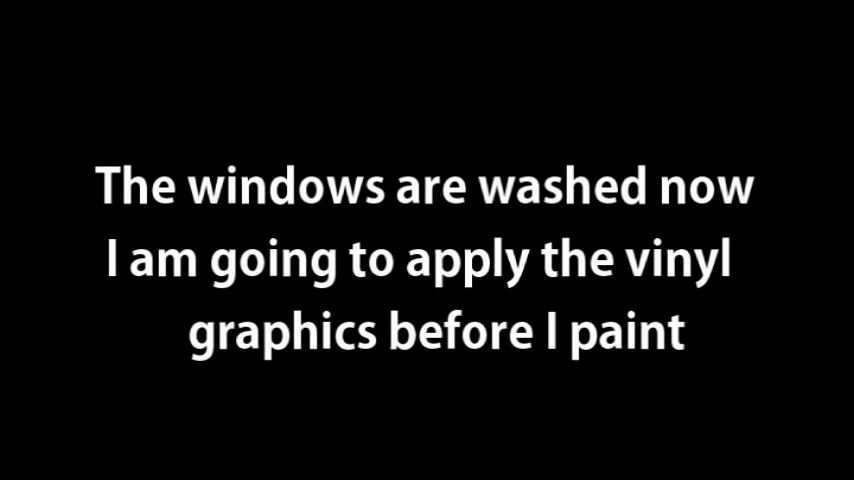 The windows are washed now
I am going to apply the vinyl
graphics before I paint